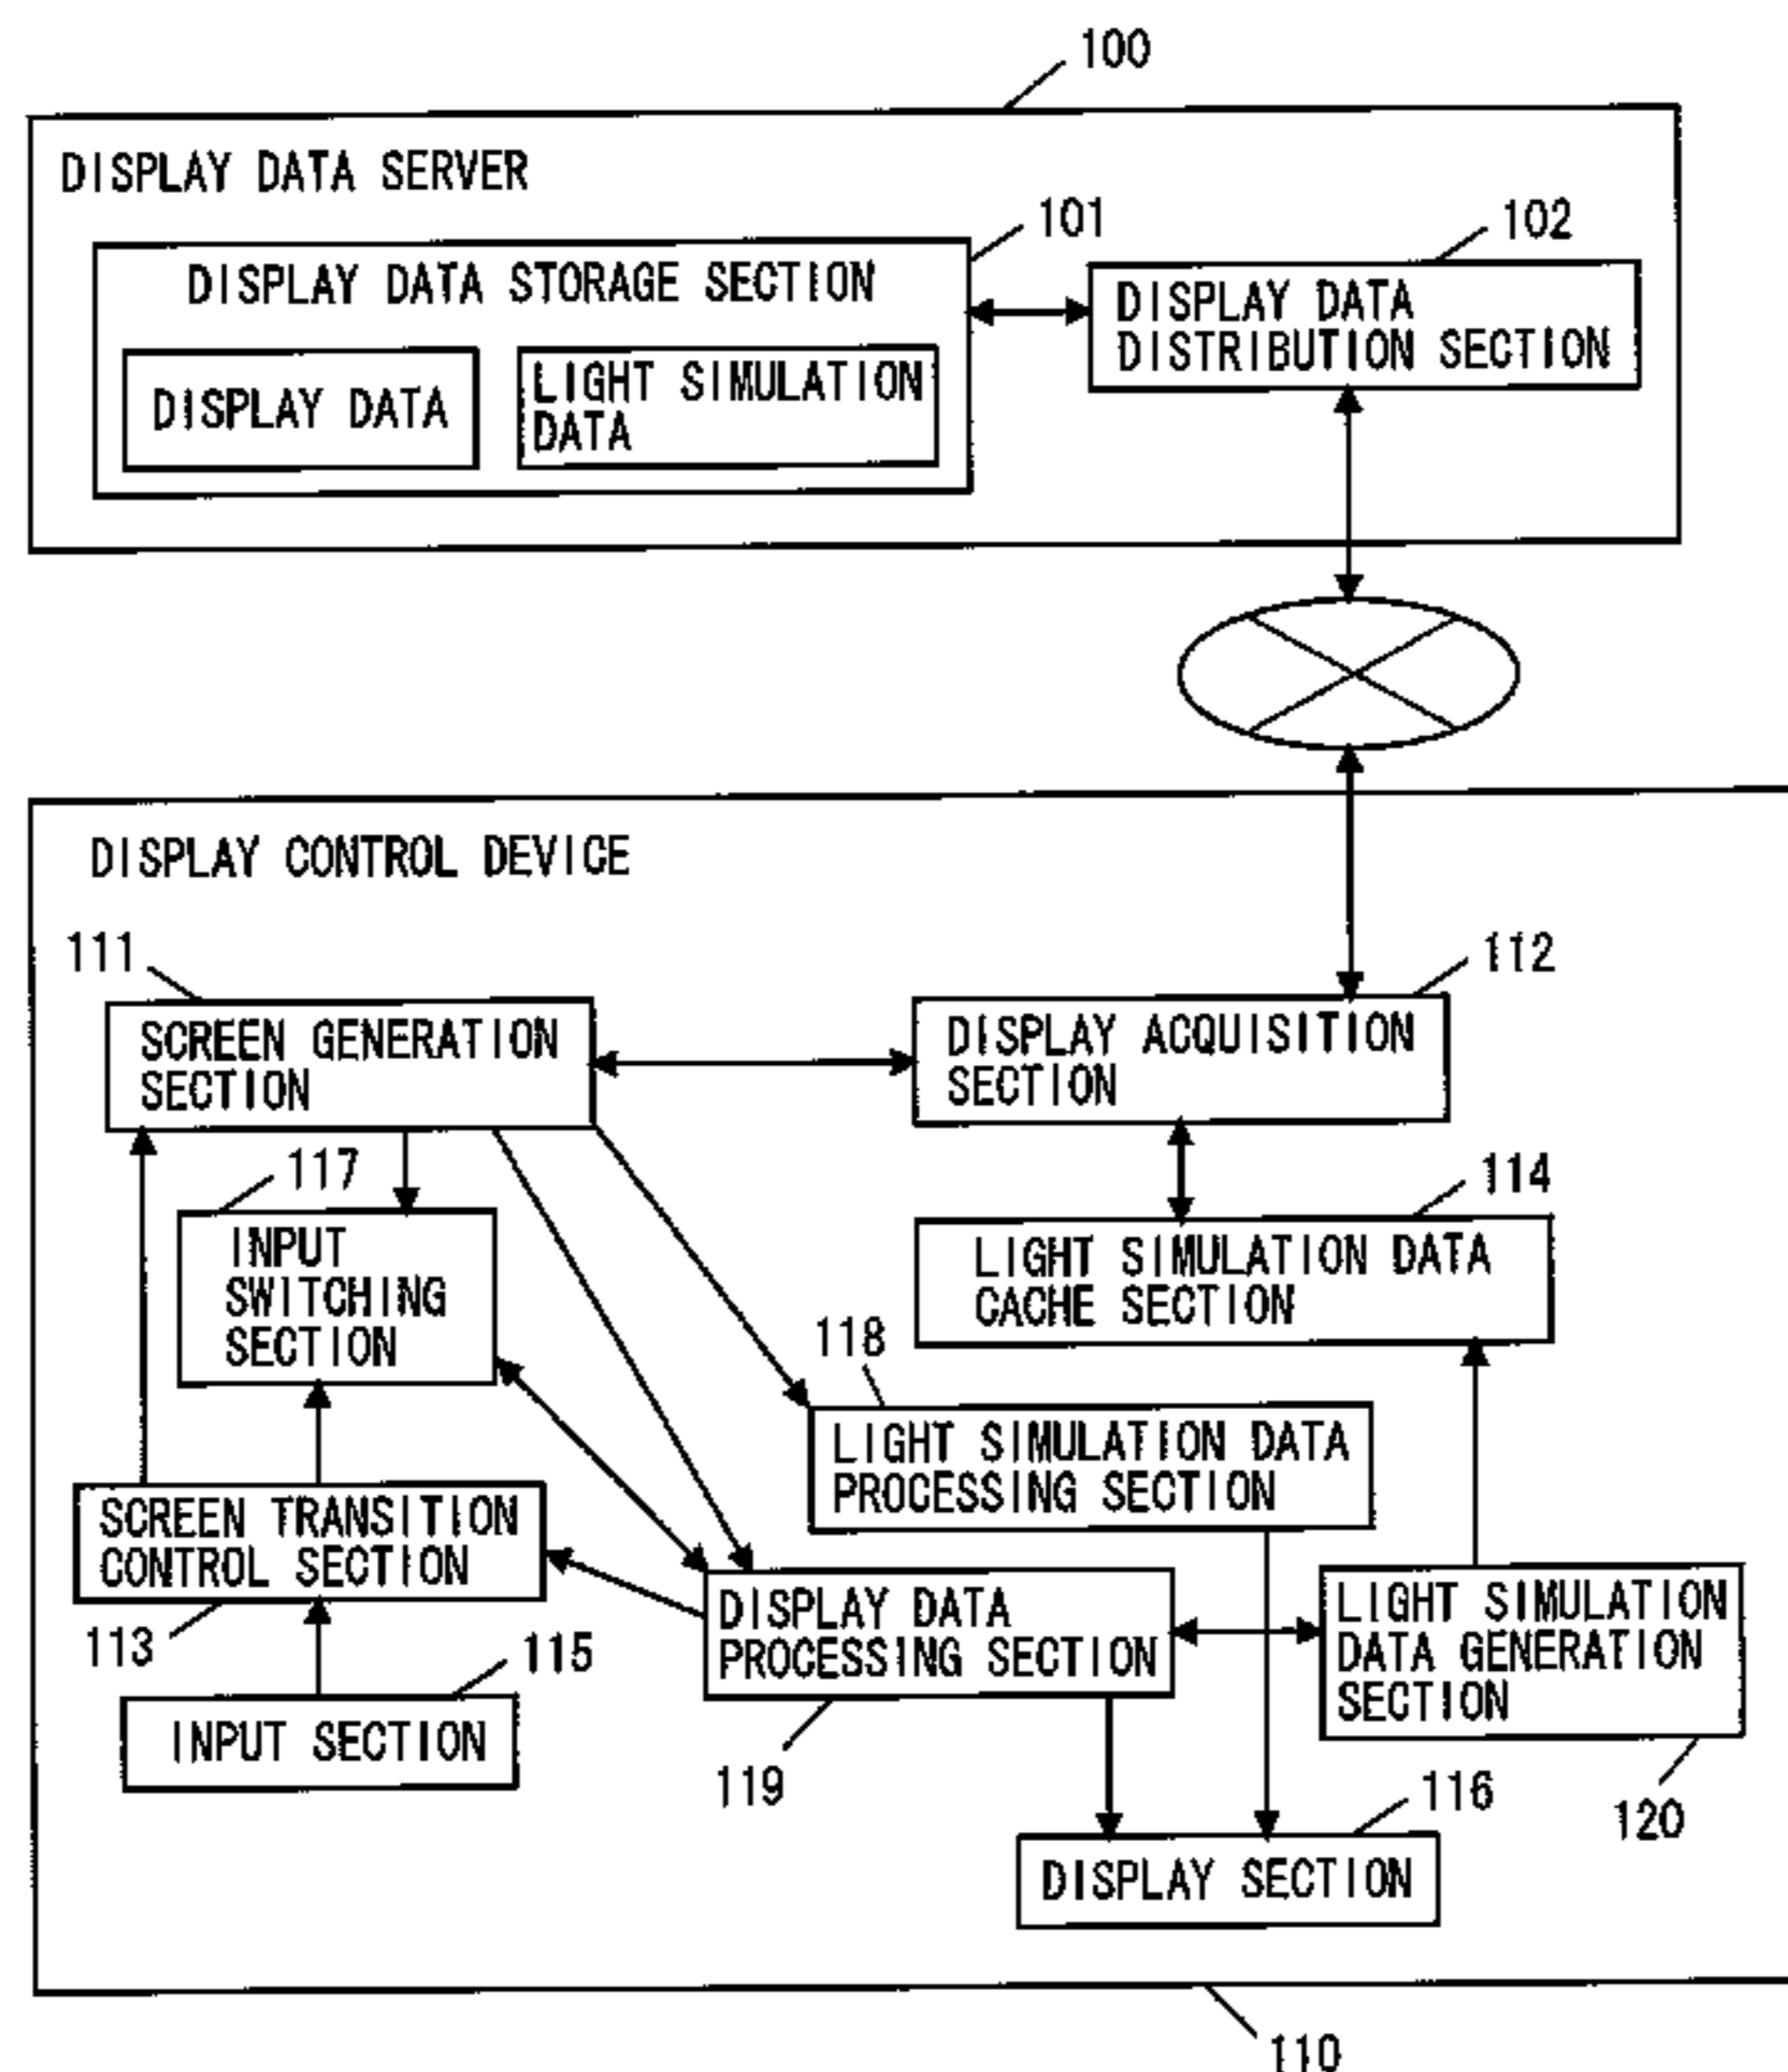 100
DISPLAY DATA SERVER
101
102
DISPLAY DATA STORAGE SECTION
DISPLAY DATA
DISTRIBUTION SECTION
DISPLAY DATA
LIGHT SIMULATION
DATA
DISPLAY CONTROL DEVICE
111
112
SCREEN GENERATION
SECTION
DISPLAY ACQUISITION
SECTION
117
114
INPUT
SWITCHING
SECTION
LIGHT SIMULATION DATA
CACHE SECTION
118
LIGHT SIMULATION DATA
PROCESSING SECTION
SCREEN TRANSITION
CONTROL SECTION
113
DISPLAY DATA
PROCESSING SECTION
LIGHT SIMULATION
DATA GENERATION
SECTION
115
INPUT SECTION
119
116
120
DISPLAY SECTION
110